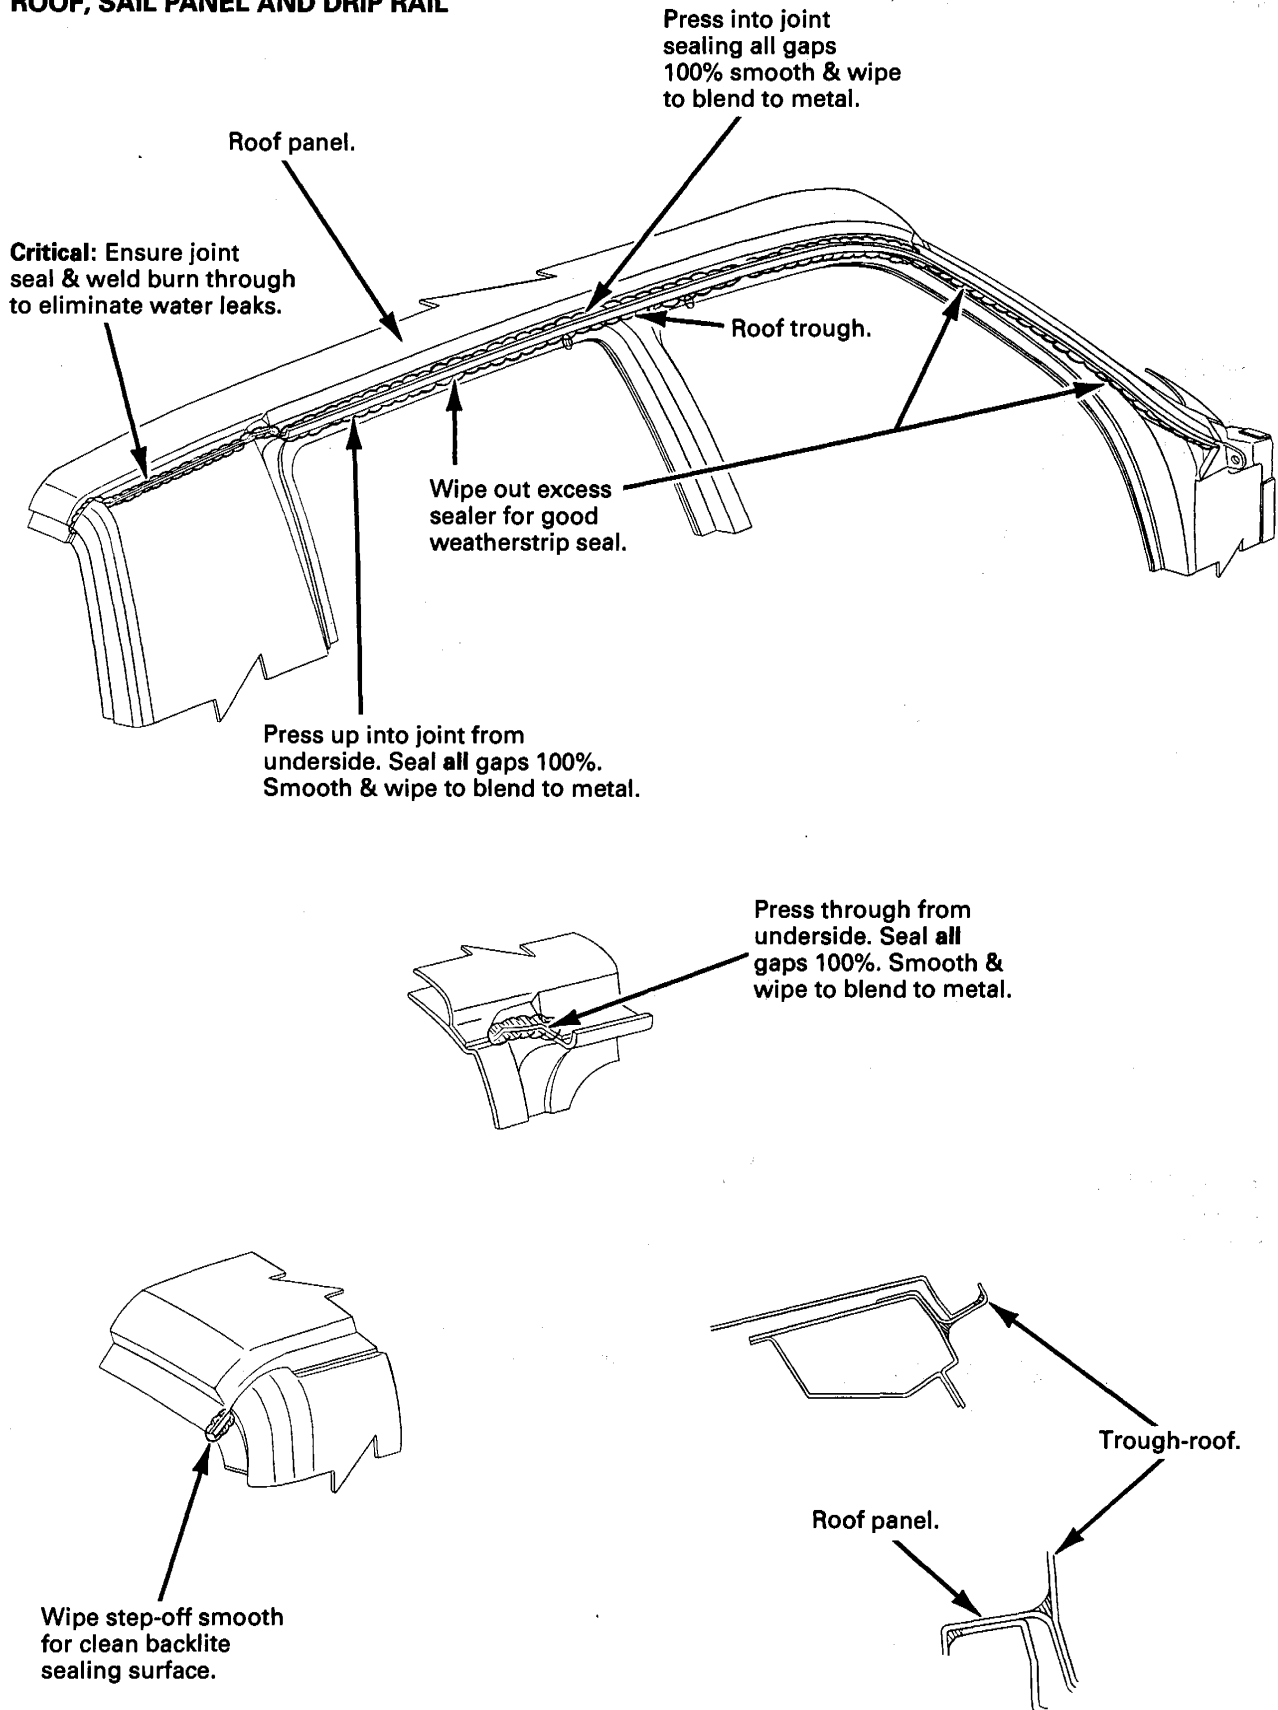 ROOF, SAIL PANEL AND DRIP RAIL
Press into joint
sealing all gaps
100% smooth & wipe
to blend to metal.
Roof panel.
Critical: Ensure joint
seal & weld burn through
to eliminate water leaks.
Roof trough.
Wipe out excess
sealer for good
weatherstrip seal.
Press up into joint from
underside. Seal all gaps 100%.
Smooth & wipe to blend to metal.
Press through from
underside. Seal all
gaps 100%. Smooth &
wipe to blend to metal.
Trough-roof.
Roof panel.
Wipe step-off smooth
for clean backlite
sealing surface.